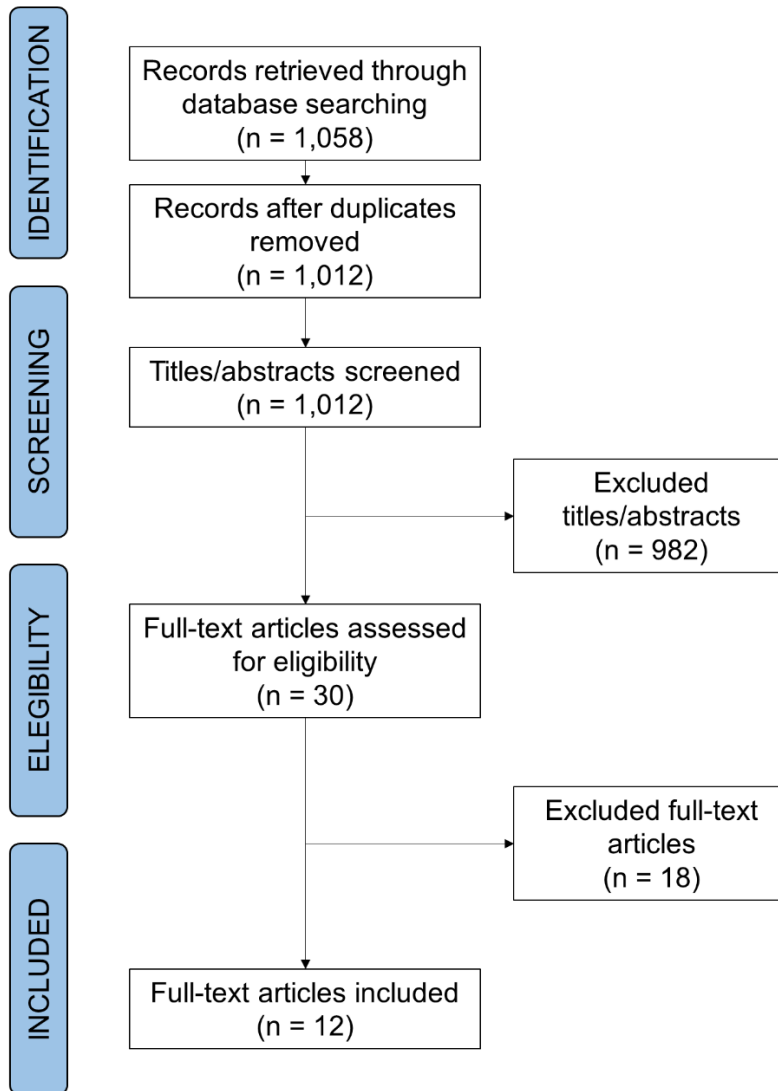 IDENTIFICATION
Records retrieved through
database searching
(n = 1,058)
Records after duplicates
removed
(n = 1,012)
SCREENING
Titles/abstracts screened
(n = 1,012)
Excluded
titles/abstracts
(n = 982)
ELEGIBILITY
Full-text articles assessed
for eligibility
(n = 30)
Excluded full-text
articles
(n = 18)
INCLUDED
Full-text articles included
(n = 12)